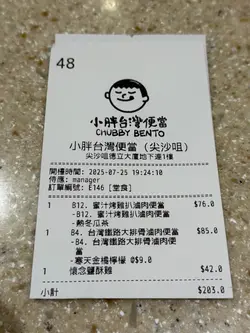 48
小胖台灣便當
CHUBBY BENTO
小胖台灣便當（尖沙咀）
尖沙咀德立大廈地下連1樓
開檯時間：2025-07-25 19:24:10
侍應：manager
訂單編號：E146 [堂食]
1 B12. 蜜汁烤雞扒滷肉便當 $76.0
-B12. 蜜汁烤雞扒滷肉便當
-熱冬瓜茶
1 B4. 台灣鐵路大排骨滷肉便當 $85.0
-B4. 台灣鐵路大排骨滷肉便
當
-寒天金桔檸檬 @$9.0
1 懷念鹽酥雞 $42.0
小計 $203.0